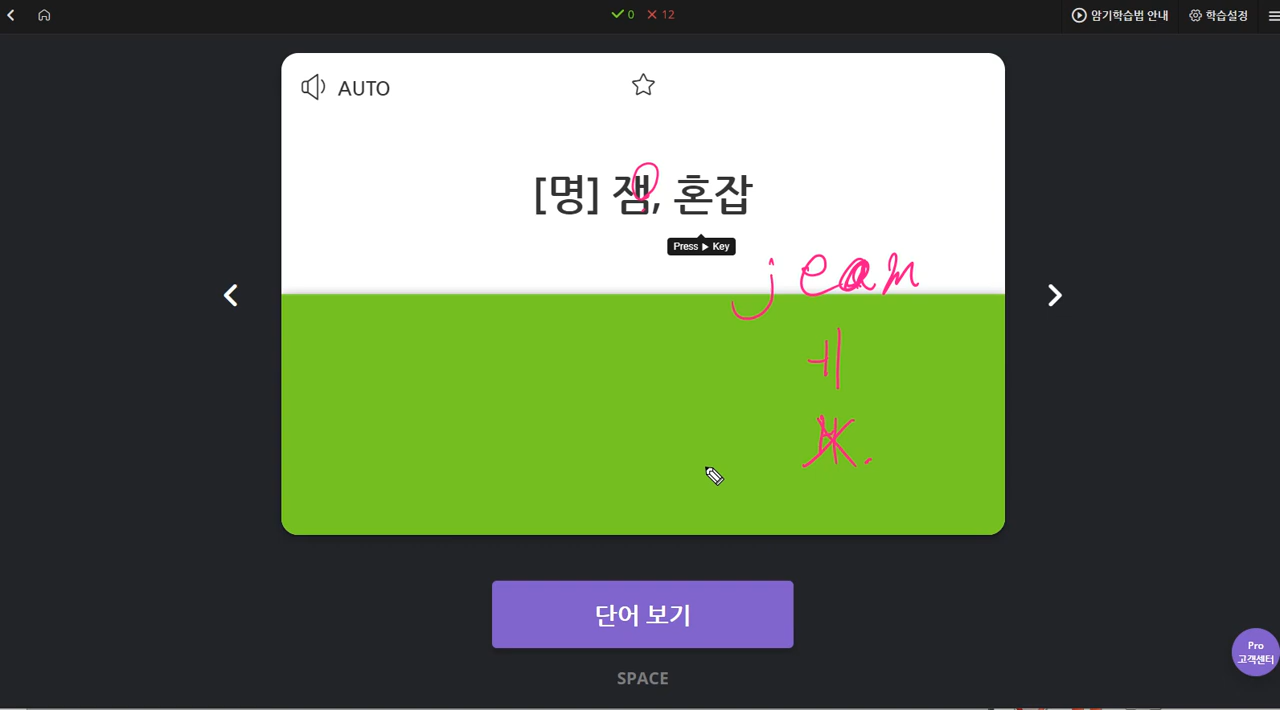 0 12 암기학습법 안내 학습설정
AUTO
[명] 잼, 혼잡
Press ▶ Key
jean
ㅔ
ㅐ
단어 보기
SPACE
Pro
고객센터